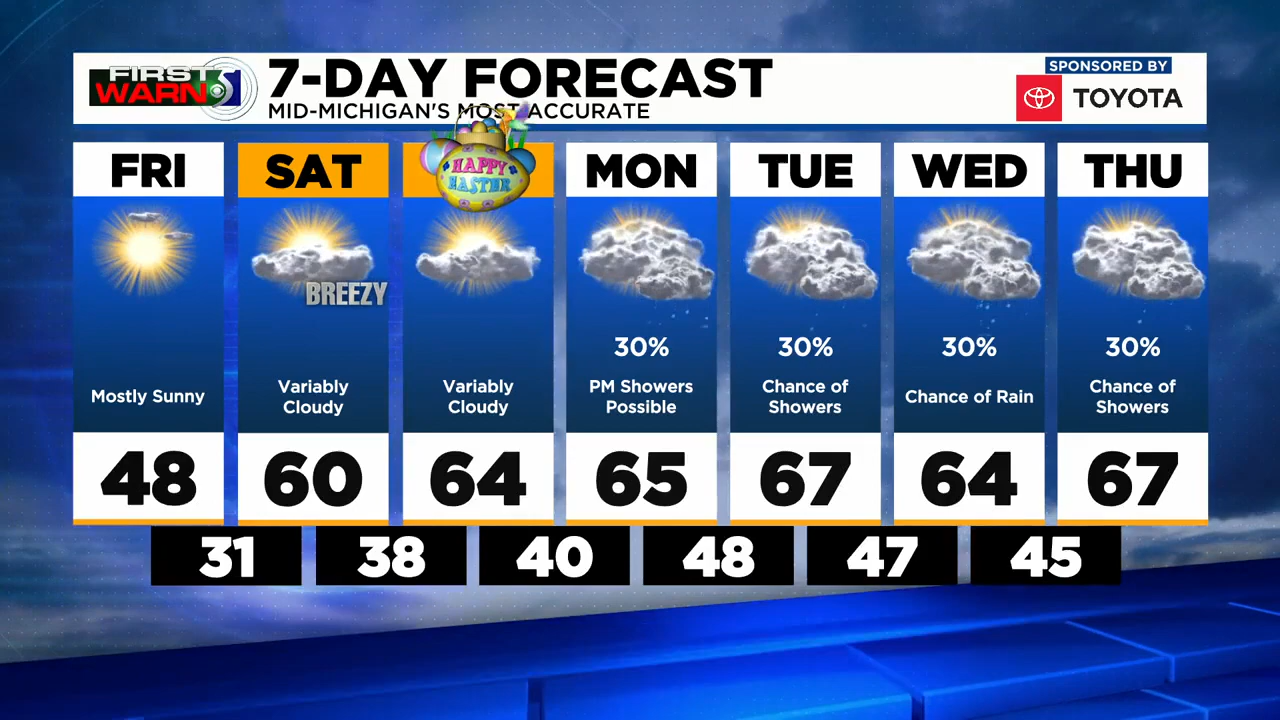 FIRST
WARN 5
7-DAY FORECAST
MID-MICHIGAN'S MOST ACCURATE
SPONSORED BY
TOYOTA
FRI
SAT
HAPPY
EASTER
MON
TUE
WED
THU
BREEZY
30%
30%
30%
30%
Mostly Sunny
Variably
Cloudy
Variably
Cloudy
PM Showers
Possible
Chance of
Showers
Chance of Rain
Chance of
Showers
48
60
64
65
67
64
67
31
38
40
48
47
45